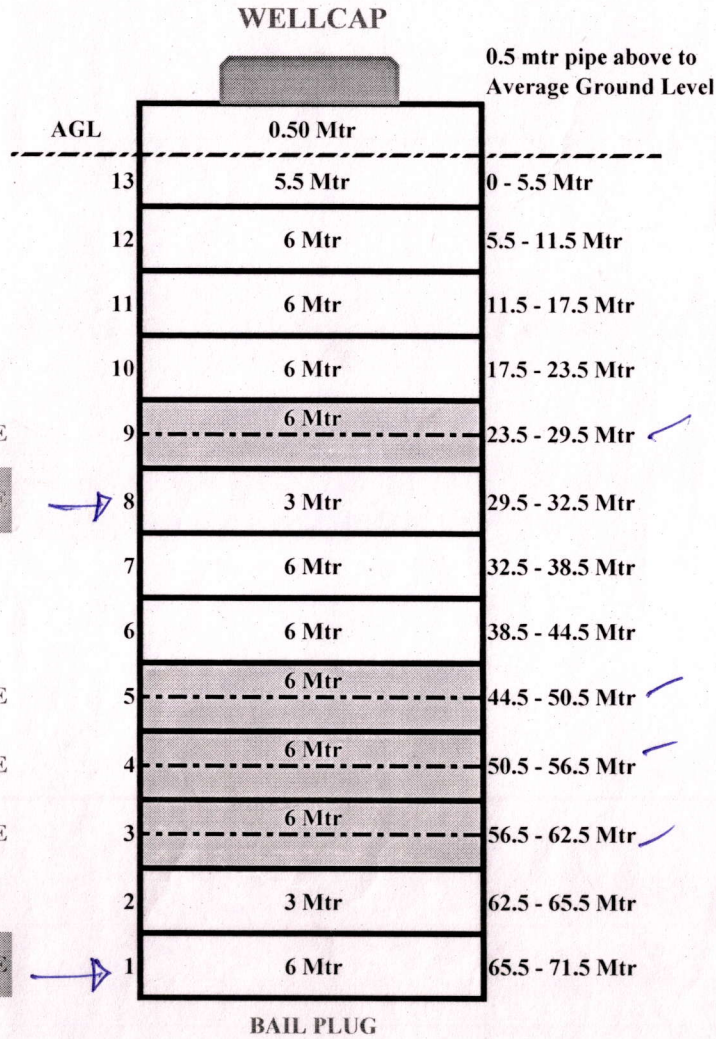 WELLCAP
0.5 mtr pipe above to
Average Ground Level
AGL 0.50 Mtr
13 5.5 Mtr 0 - 5.5 Mtr
12 6 Mtr 5.5 - 11.5 Mtr
11 6 Mtr 11.5 - 17.5 Mtr
10 6 Mtr 17.5 - 23.5 Mtr
E 9 6 Mtr 23.5 - 29.5 Mtr
E 8 3 Mtr 29.5 - 32.5 Mtr
7 6 Mtr 32.5 - 38.5 Mtr
6 6 Mtr 38.5 - 44.5 Mtr
E 5 6 Mtr 44.5 - 50.5 Mtr
E 4 6 Mtr 50.5 - 56.5 Mtr
E 3 6 Mtr 56.5 - 62.5 Mtr
2 3 Mtr 62.5 - 65.5 Mtr
E 1 6 Mtr 65.5 - 71.5 Mtr
BAIL PLUG